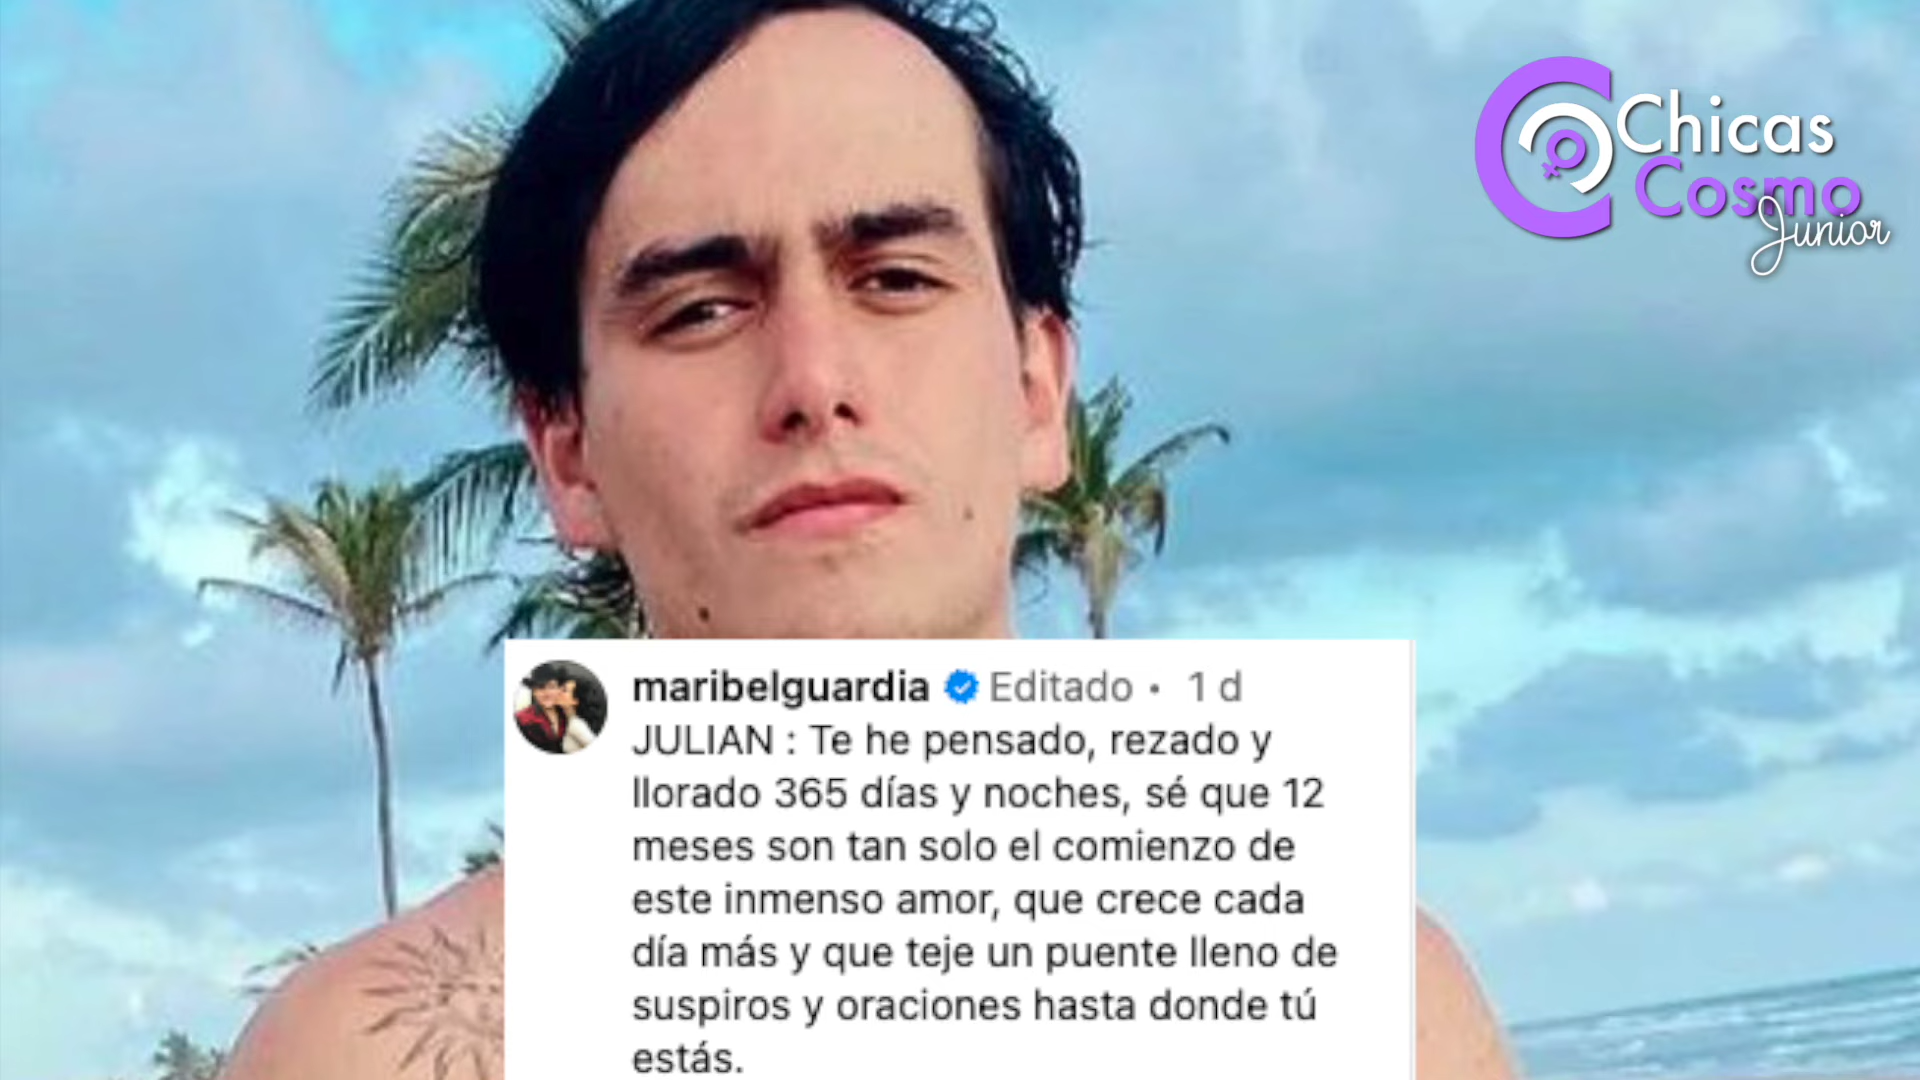 Chicas
Cosmo
Junior
maribelguardia Editado • 1 d
JULIAN : Te he pensado, rezado y
llorado 365 días y noches, sé que 12
meses son tan solo el comienzo de
este inmenso amor, que crece cada
día más y que teje un puente lleno de
suspiros y oraciones hasta donde tú
estás.